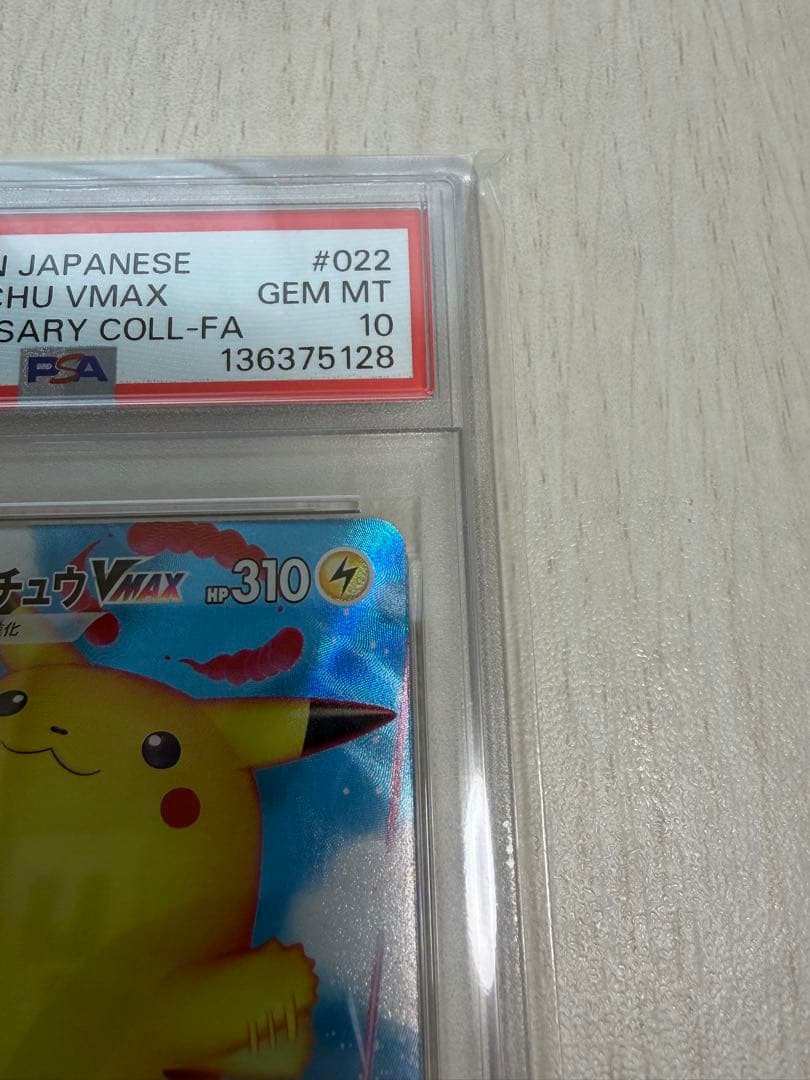 N JAPANESE #022
CHU VMAX GEM MT
SARY COLL-FA 10
PSA 136375128
チュウVMAX HP310
化